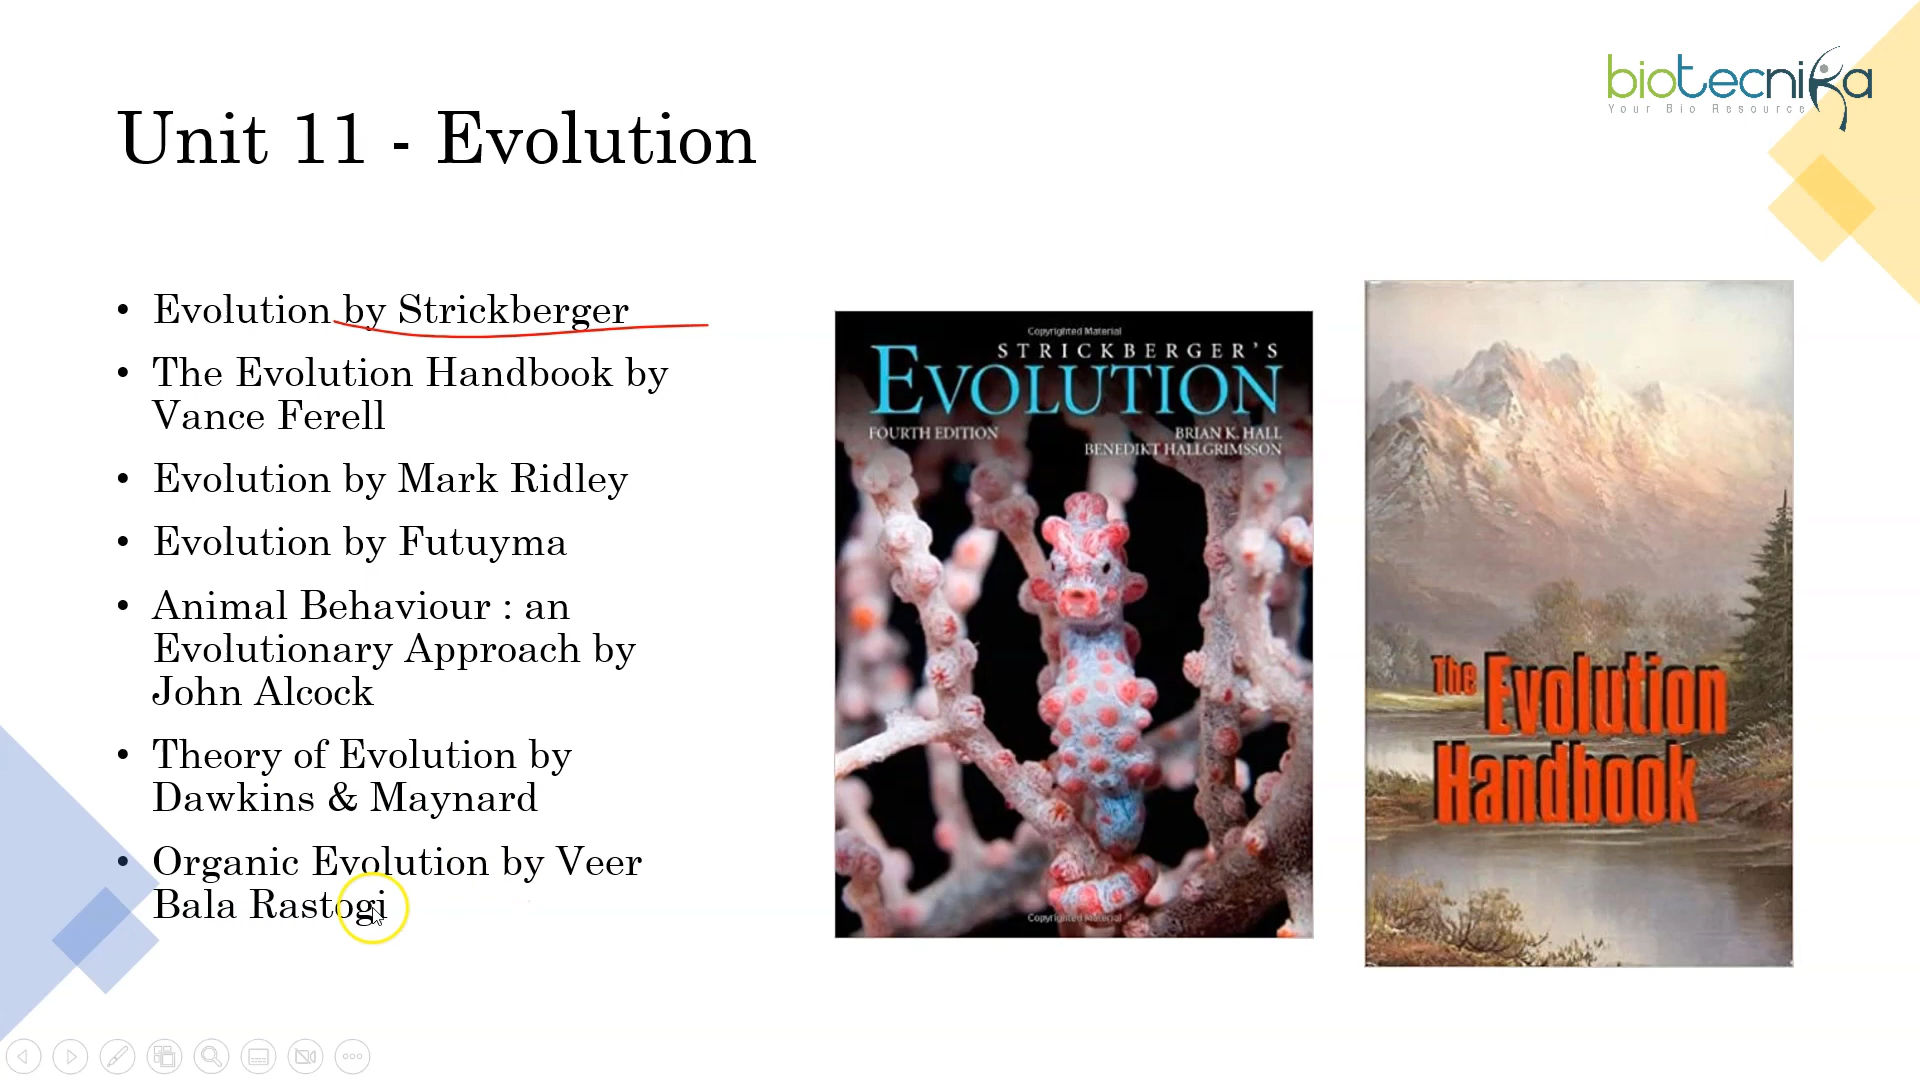 biotecnika
Your Bio Resource
Unit 11 - Evolution
• Evolution by Strickberger
• The Evolution Handbook by
Vance Ferell
• Evolution by Mark Ridley
• Evolution by Futuyma
• Animal Behaviour : an
Evolutionary Approach by
John Alcock
• Theory of Evolution by
Dawkins & Maynard
• Organic Evolution by Veer
Bala Rastogi
Copyrighted Material
STRICKBERGER'S
EVOLUTION
FOURTH EDITION
BRIAN K. HALL
BENEDIKT HALLGRIMSSON
Copyrighted Material
The Evolution
Handbook